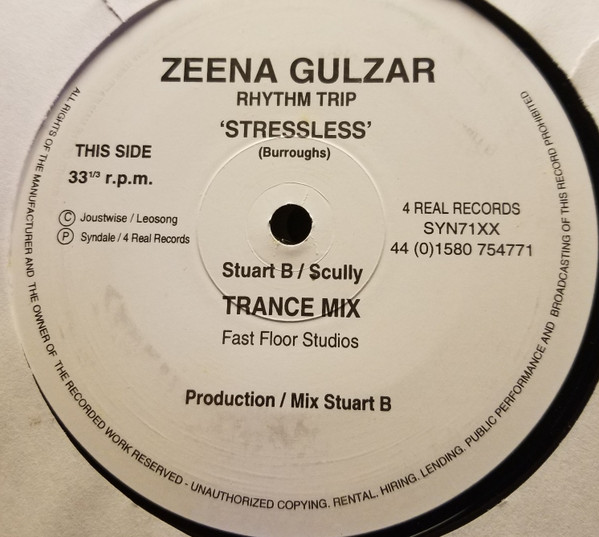 ZEENA GULZAR
RHYTHM TRIP
‘STRESSLESS’
(Burroughs)
THIS SIDE
33 1/3 r.p.m.
Ⓒ Joustwise / Leosong
Ⓟ Syndale / 4 Real Records
4 REAL RECORDS
SYN71XX
44 (0)1580 754771
Stuart B / Scully
TRANCE MIX
Fast Floor Studios
Production / Mix Stuart B
ALL RIGHTS OF THE MANUFACTURER AND THE OWNER OF THE RECORDED WORK RESERVED - UNAUTHORIZED COPYING. RENTAL. HIRING. LENDING. PUBLIC PERFORMANCE AND BROADCASTING OF THIS RECORD PROHIBITED